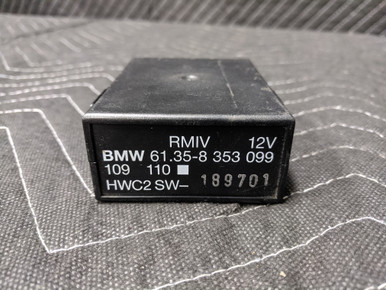 RMIV 12V
BMW 61.35-8 353 099
109 110 ■
HWC2 SW– 189701